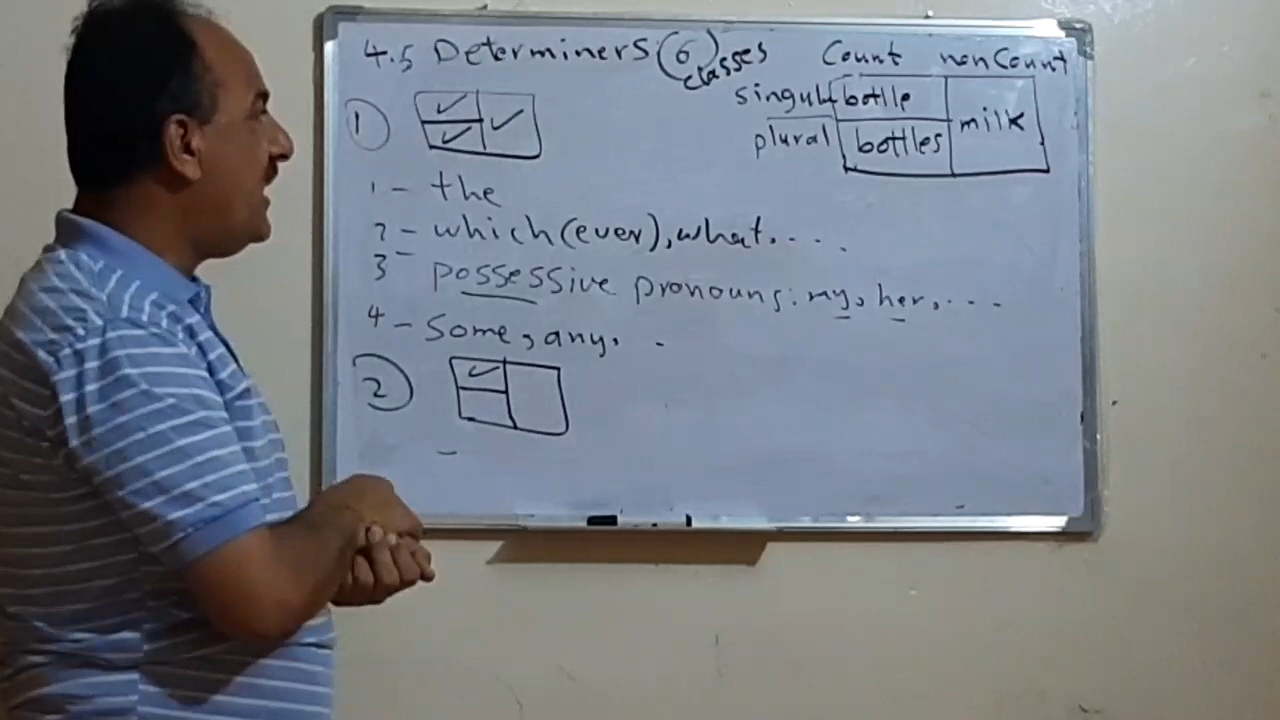 4.5 Determiners (6) classes
Count nonCount
singul bottle
plural bottles
milk
1
1 - the
2 - which(ever), what. . . .
3 - possessive pronouns: my, her, . . . .
4 - Some, any. .
2
-